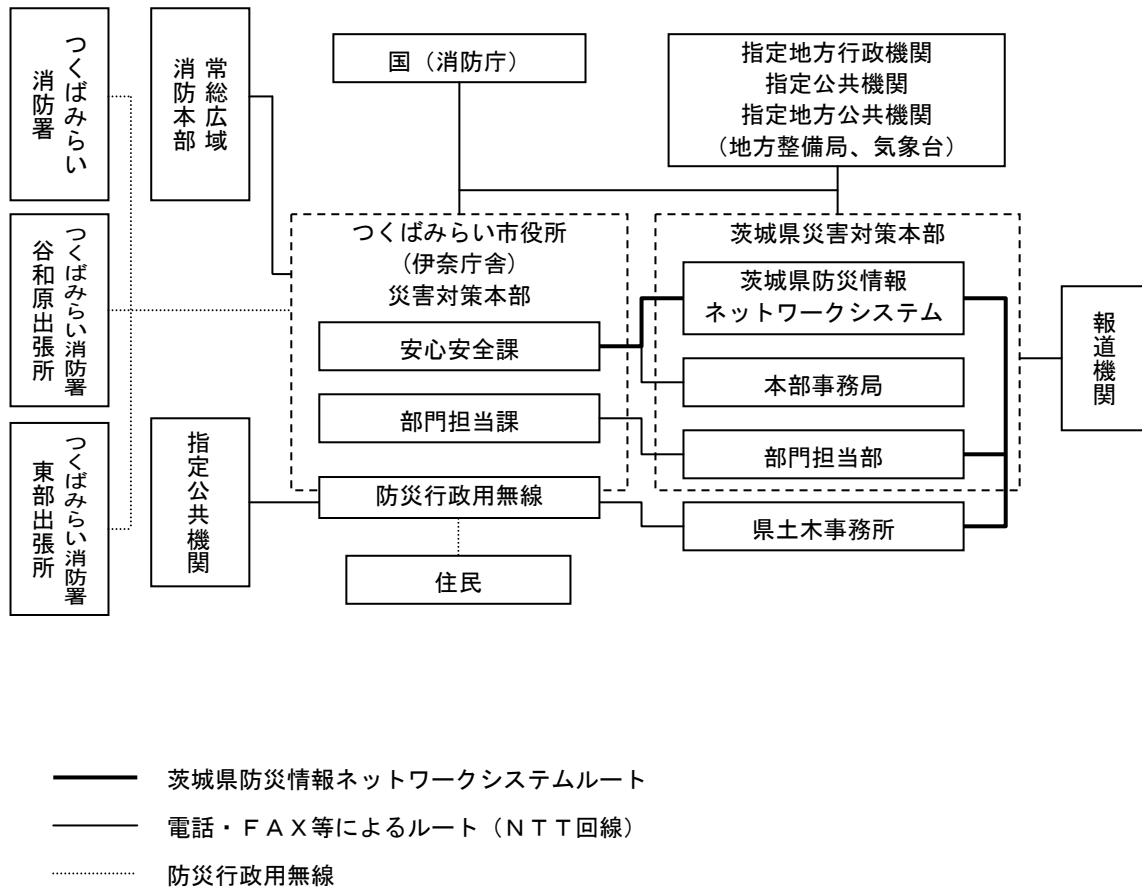 つくばみらい
消防署
常総広域
消防本部
国（消防庁）
指定地方行政機関
指定公共機関
指定地方公共機関
（地方整備局、気象台）
つくばみらい消防署
谷和原出張所
つくばみらい市役所
（伊奈庁舎）
災害対策本部
安心安全課
部門担当課
防災行政用無線
茨城県災害対策本部
茨城県防災情報
ネットワークシステム
本部事務局
部門担当部
県土木事務所
報道機関
つくばみらい消防署
東部出張所
指定公共機関
住民
茨城県防災情報ネットワークシステムルート
電話・ＦＡＸ等によるルート（ＮＴＴ回線）
防災行政用無線